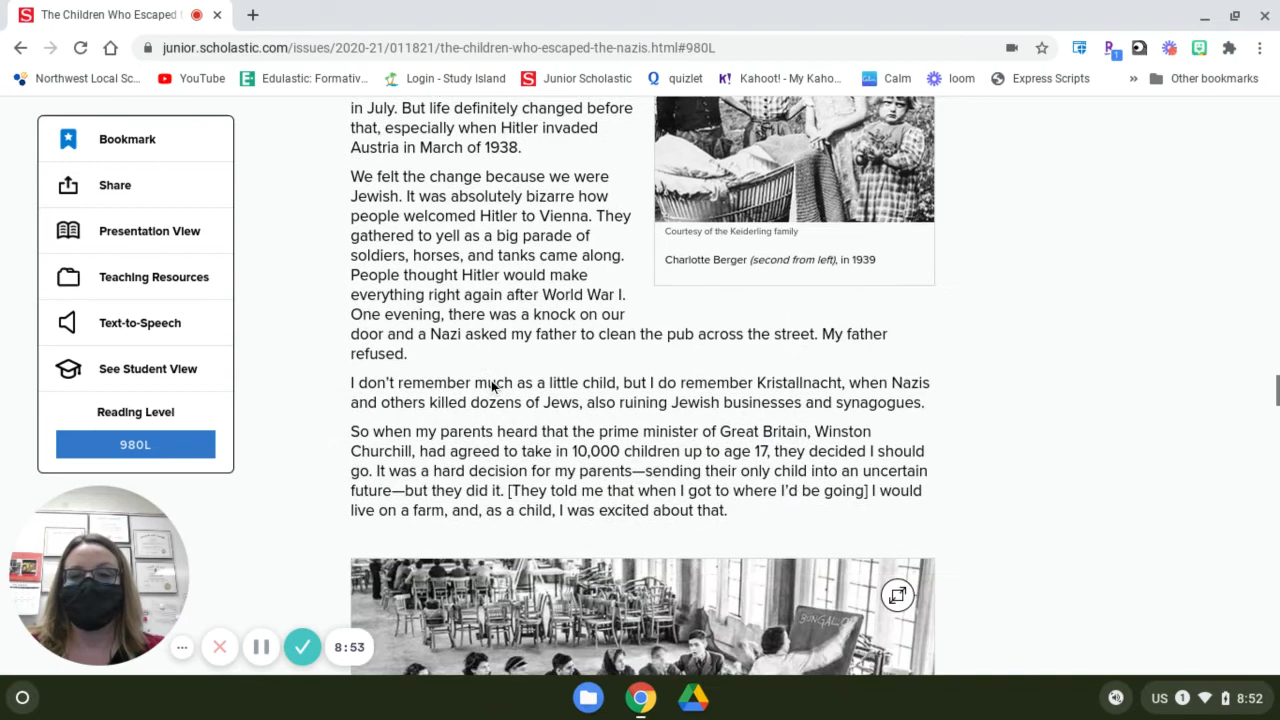 The Children Who Escaped t
junior.scholastic.com/issues/2020-21/011821/the-children-who-escaped-the-nazis.html#980L
Northwest Local Sc... YouTube Edulastic: Formativ... Login - Study Island Junior Scholastic quizlet Kahoot! - My Kaho... Calm loom Express Scripts » Other bookmarks
Bookmark
Share
Presentation View
Teaching Resources
Text-to-Speech
See Student View
Reading Level
980L
in July. But life definitely changed before
that, especially when Hitler invaded
Austria in March of 1938.
We felt the change because we were
Jewish. It was absolutely bizarre how
people welcomed Hitler to Vienna. They
gathered to yell as a big parade of
soldiers, horses, and tanks came along.
People thought Hitler would make
everything right again after World War I.
One evening, there was a knock on our
door and a Nazi asked my father to clean the pub across the street. My father
refused.
Courtesy of the Keiderling family
Charlotte Berger (second from left), in 1939
I don’t remember much as a little child, but I do remember Kristallnacht, when Nazis
and others killed dozens of Jews, also ruining Jewish businesses and synagogues.
So when my parents heard that the prime minister of Great Britain, Winston
Churchill, had agreed to take in 10,000 children up to age 17, they decided I should
go. It was a hard decision for my parents—sending their only child into an uncertain
future—but they did it. [They told me that when I got to where I’d be going] I would
live on a farm, and, as a child, I was excited about that.
BUNGALO
8:53
US 1 8:52